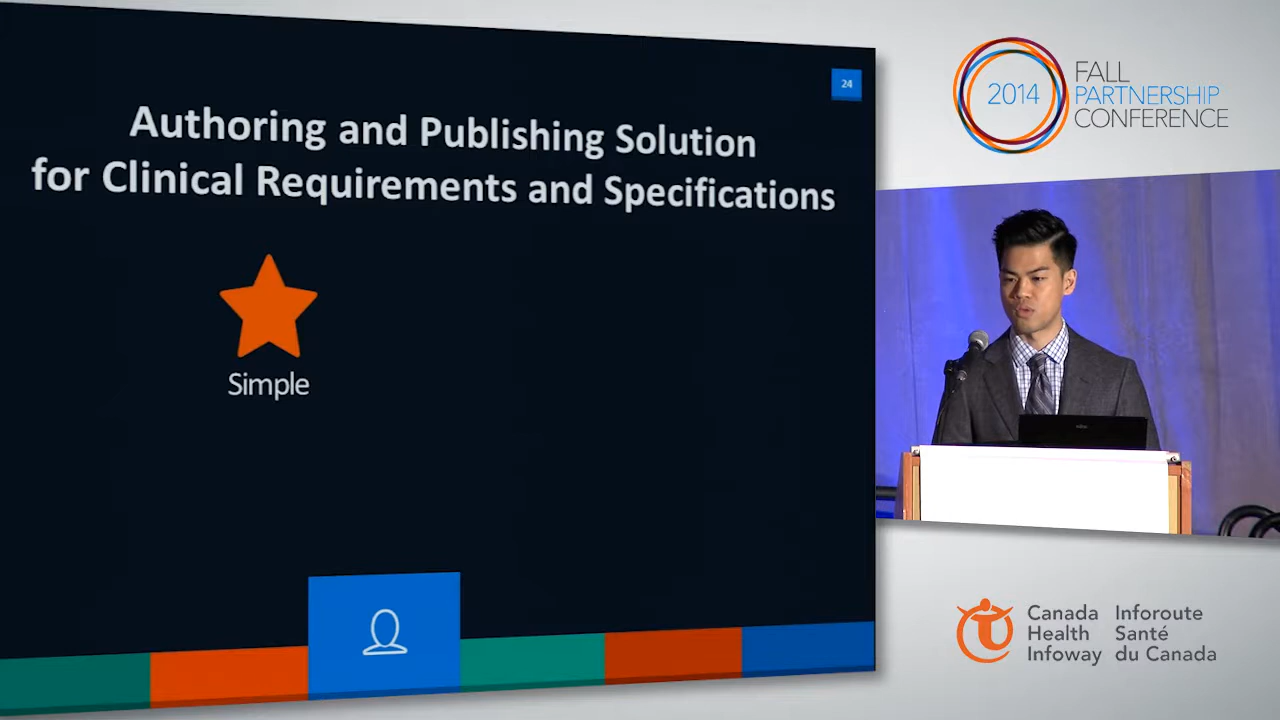 24
Authoring and Publishing Solution
for Clinical Requirements and Specifications
Simple
2014
FALL
PARTNERSHIP
CONFERENCE
Canada Inforoute
Health Santé
Infoway du Canada